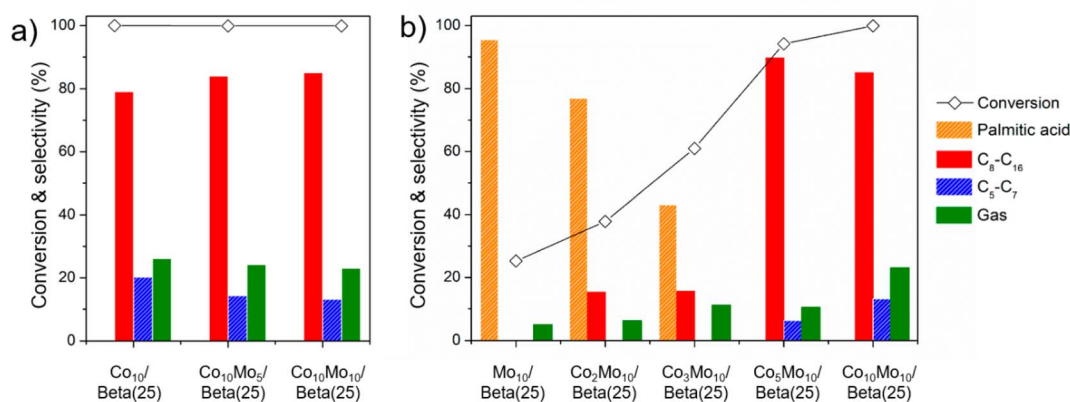 a)
Conversion & selectivity (%)
100
80
60
40
20
0
Co₁₀/
Beta(25)
Co₁₀Mo₅/
Beta(25)
Co₁₀Mo₁₀/
Beta(25)
b)
Conversion & selectivity (%)
100
80
60
40
20
0
Mo₁₀/
Beta(25)
Co₂Mo₁₀/
Beta(25)
Co₃Mo₁₀/
Beta(25)
Co₅Mo₁₀/
Beta(25)
Co₁₀Mo₁₀/
Beta(25)
Conversion
Palmitic acid
C₈-C₁₆
C₅-C₇
Gas